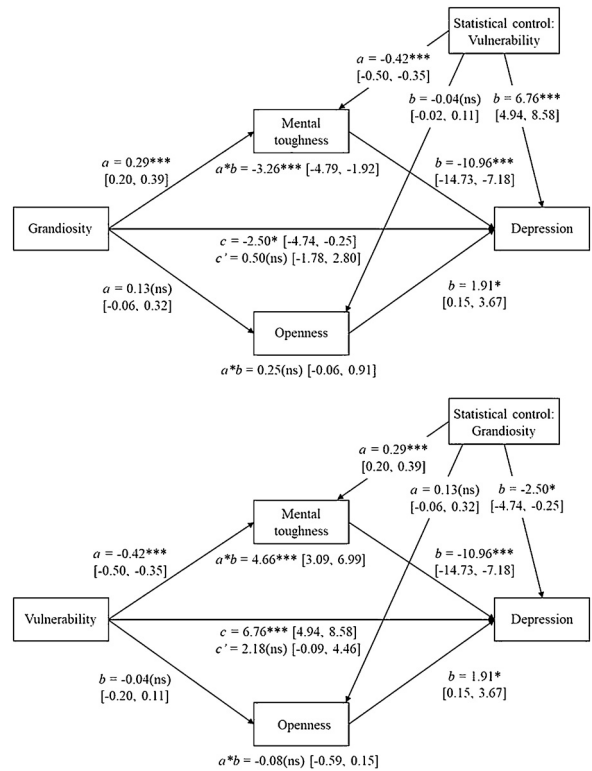 Statistical control:
Vulnerability
a = -0.42***
[-0.50, -0.35]
b = -0.04(ns)
[-0.02, 0.11]
b = 6.76***
[4.94, 8.58]
Mental
toughness
a = 0.29***
[0.20, 0.39]
a*b = -3.26*** [-4.79, -1.92]
b = -10.96***
[-14.73, -7.18]
Grandiosity
Depression
c = -2.50* [-4.74, -0.25]
c' = 0.50(ns) [-1.78, 2.80]
a = 0.13(ns)
[-0.06, 0.32]
b = 1.91*
[0.15, 3.67]
Openness
a*b = 0.25(ns) [-0.06, 0.91]
Statistical control:
Grandiosity
a = 0.29***
[0.20, 0.39]
a = 0.13(ns)
[-0.06, 0.32]
b = -2.50*
[-4.74, -0.25]
Mental
toughness
a = -0.42***
[-0.50, -0.35]
a*b = 4.66*** [3.09, 6.99]
b = -10.96***
[-14.73, -7.18]
Vulnerability
Depression
c = 6.76*** [4.94, 8.58]
c' = 2.18(ns) [-0.09, 4.46]
b = -0.04(ns)
[-0.20, 0.11]
b = 1.91*
[0.15, 3.67]
Openness
a*b = -0.08(ns) [-0.59, 0.15]